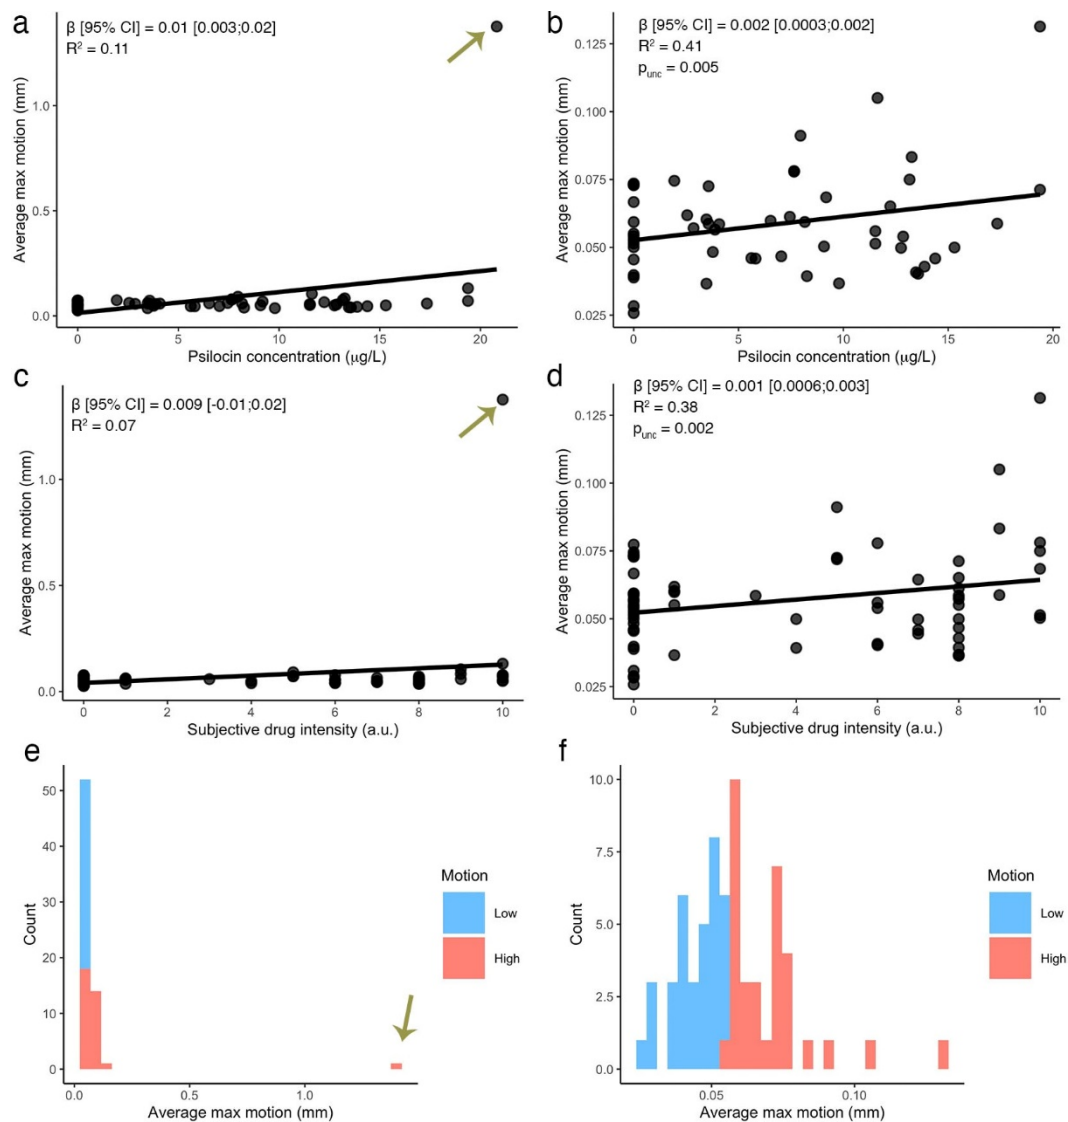 a
β [95% CI] = 0.01 [0.003;0.02]
R² = 0.11
1.0
0.5
0.0
Average max motion (mm)
0 5 10 15 20
Psilocin concentration (μg/L)
b
β [95% CI] = 0.002 [0.0003;0.002]
R² = 0.41
punc = 0.005
0.125
0.100
0.075
0.050
0.025
Average max motion (mm)
0 5 10 15 20
Psilocin concentration (μg/L)
c
β [95% CI] = 0.009 [-0.01;0.02]
R² = 0.07
1.0
0.5
0.0
Average max motion (mm)
0 2 4 6 8 10
Subjective drug intensity (a.u.)
d
β [95% CI] = 0.001 [0.0006;0.003]
R² = 0.38
punc = 0.002
0.125
0.100
0.075
0.050
0.025
Average max motion (mm)
0 2 4 6 8 10
Subjective drug intensity (a.u.)
e
50
40
30
20
10
0
Count
0.0 0.5 1.0
Average max motion (mm)
Motion
Low
High
f
10.0
7.5
5.0
2.5
0.0
Count
0.05 0.10
Average max motion (mm)
Motion
Low
High